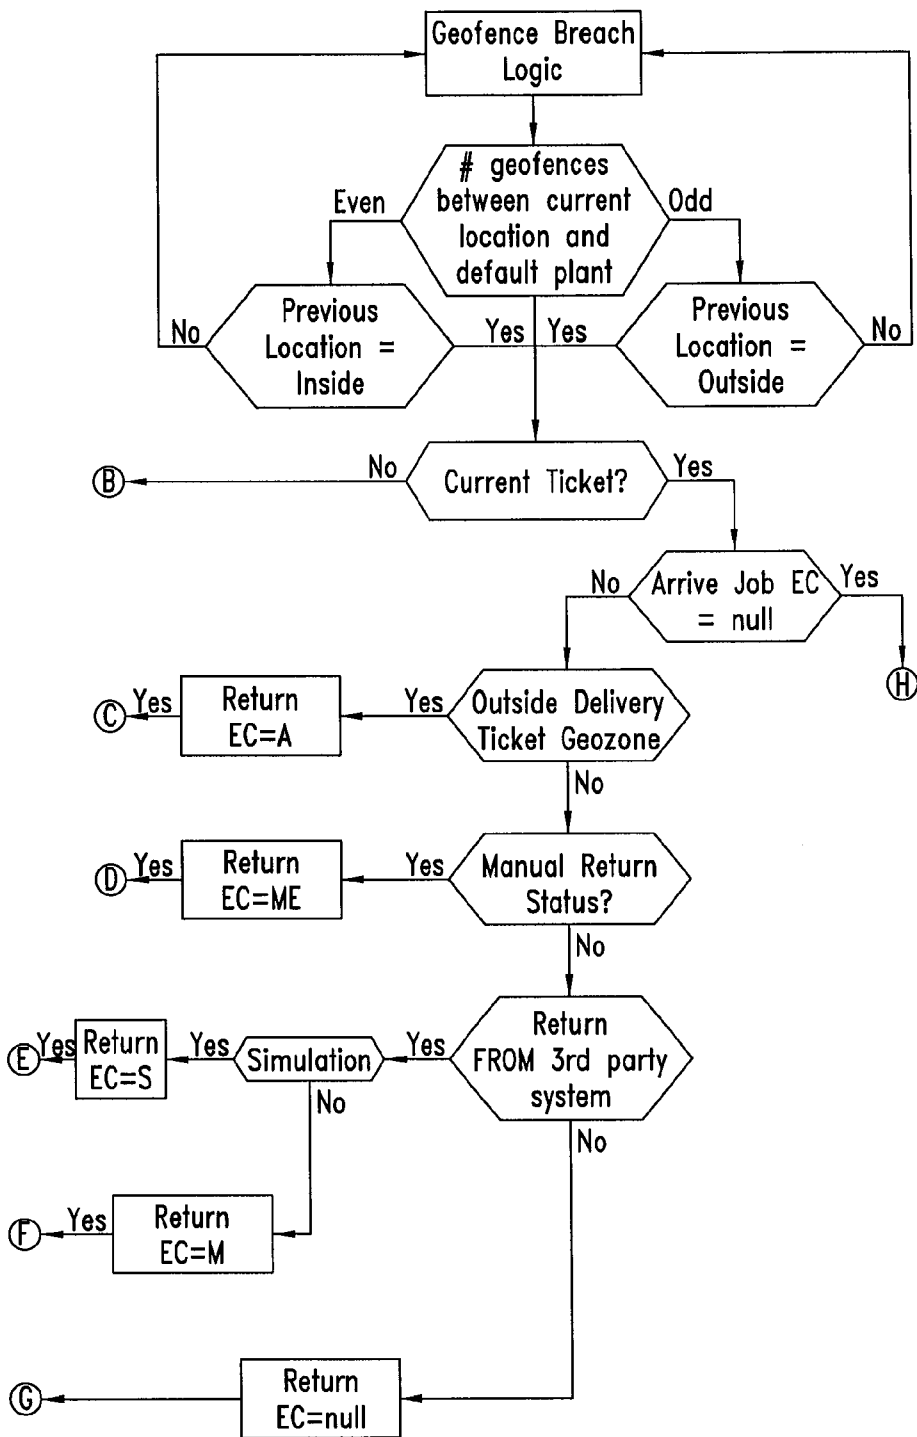 Geofence Breach
Logic
# geofences
between current
location and
default plant
Even
Odd
Previous
Location =
Inside
No
Yes
Yes
Previous
Location =
Outside
No
Current Ticket?
No
Yes
B
Arrive Job EC
= null
No
Yes
H
Outside Delivery
Ticket Geozone
Yes
Return
EC=A
Yes
C
No
Manual Return
Status?
Yes
Return
EC=ME
Yes
D
No
Return
FROM 3rd party
system
Yes
Simulation
Yes
Return
EC=S
Yes
E
No
No
Return
EC=M
Yes
F
Return
EC=null
G